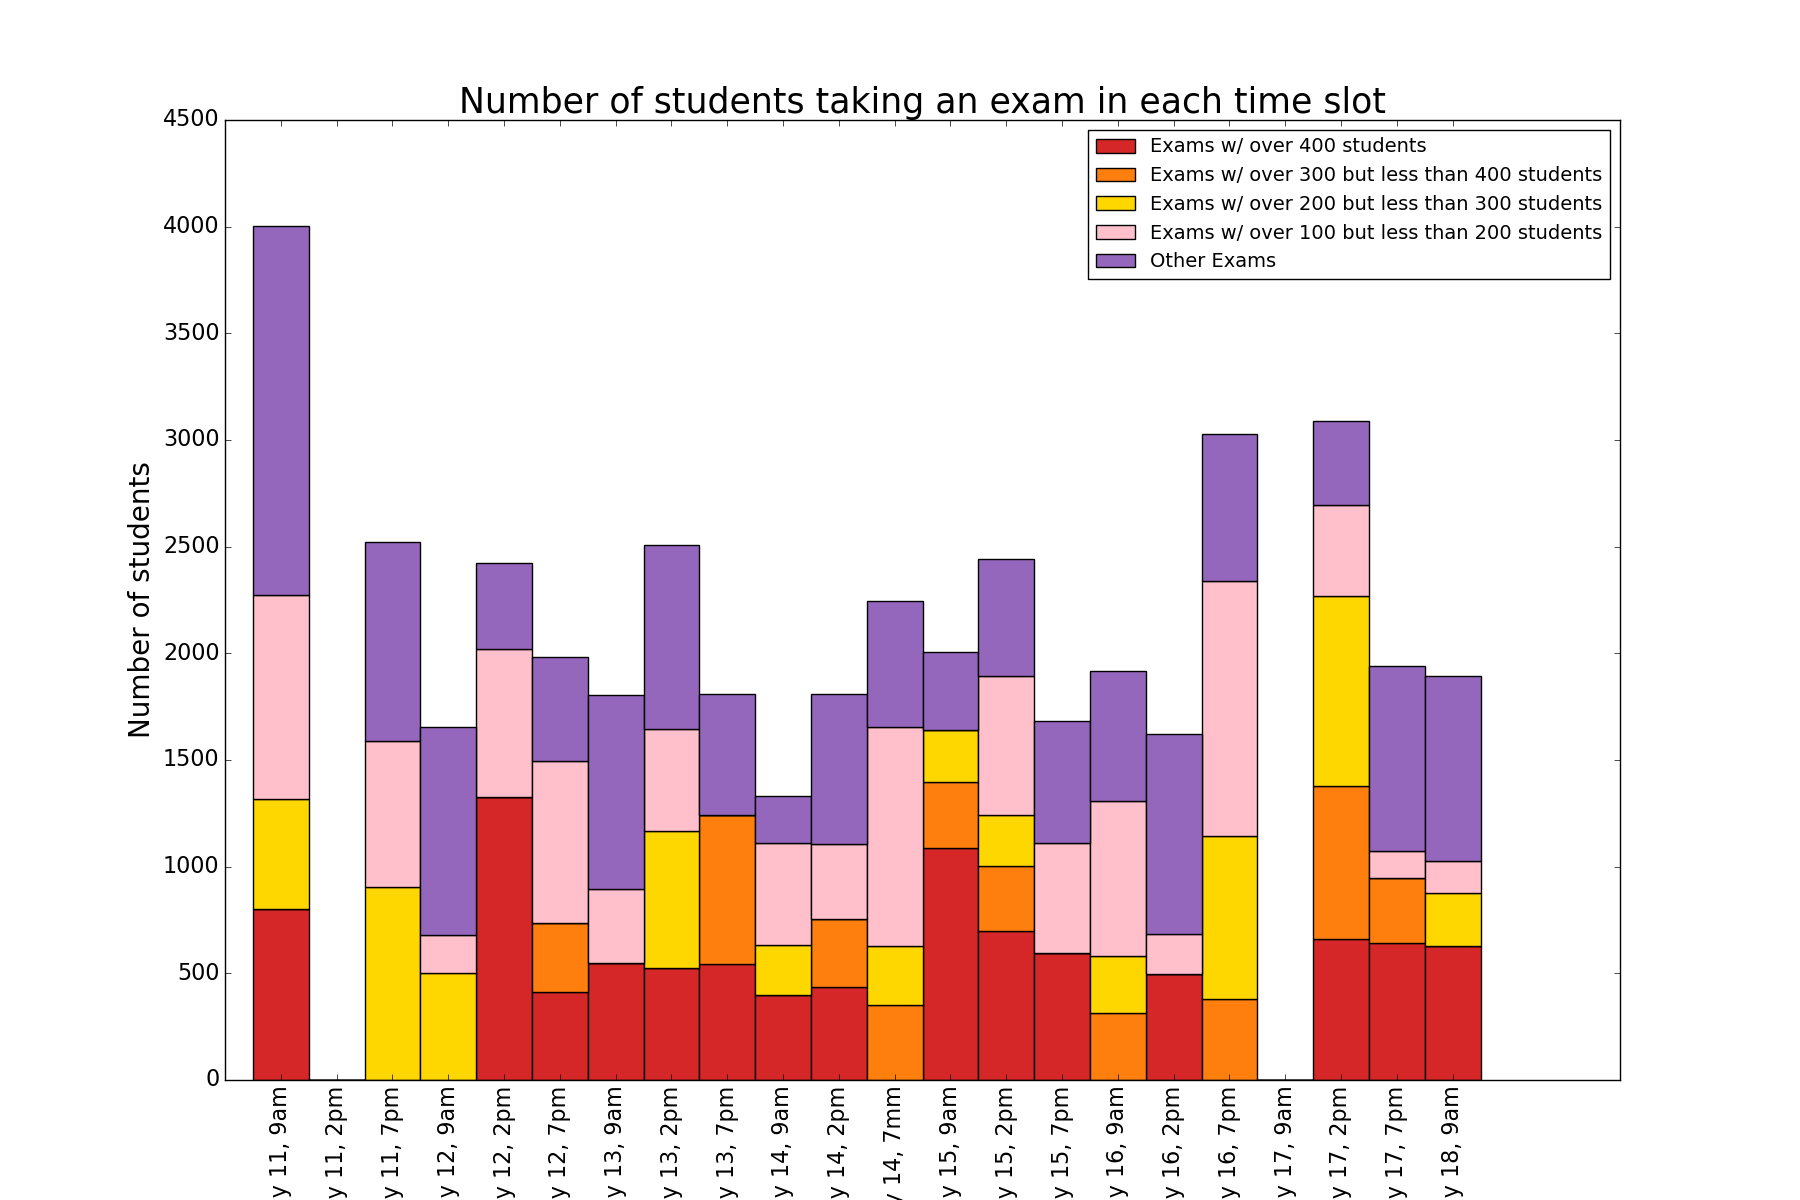 Number of students taking an exam in each time slot
4500
4000
3500
3000
2500
2000
1500
1000
500
0
Number of students
Exams w/ over 400 students
Exams w/ over 300 but less than 400 students
Exams w/ over 200 but less than 300 students
Exams w/ over 100 but less than 200 students
Other Exams
y 11, 9am
y 11, 2pm
y 11, 7pm
y 12, 9am
y 12, 2pm
y 12, 7pm
y 13, 9am
y 13, 2pm
y 13, 7pm
y 14, 9am
y 14, 2pm
y 14, 7mm
y 15, 9am
y 15, 2pm
y 15, 7pm
y 16, 9am
y 16, 2pm
y 16, 7pm
y 17, 9am
y 17, 2pm
y 17, 7pm
y 18, 9am